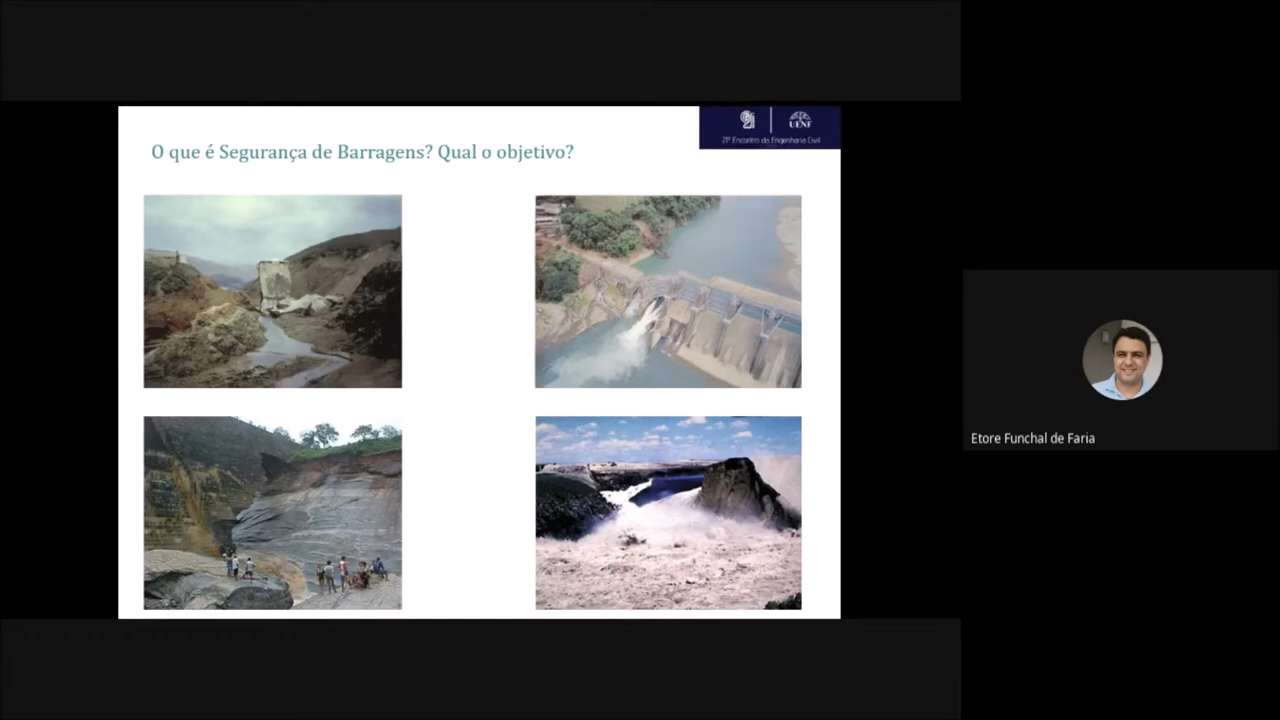 UENF
21º Encontro da Engenharia Civil
O que é Segurança de Barragens? Qual o objetivo?
Etore Funchal de Faria